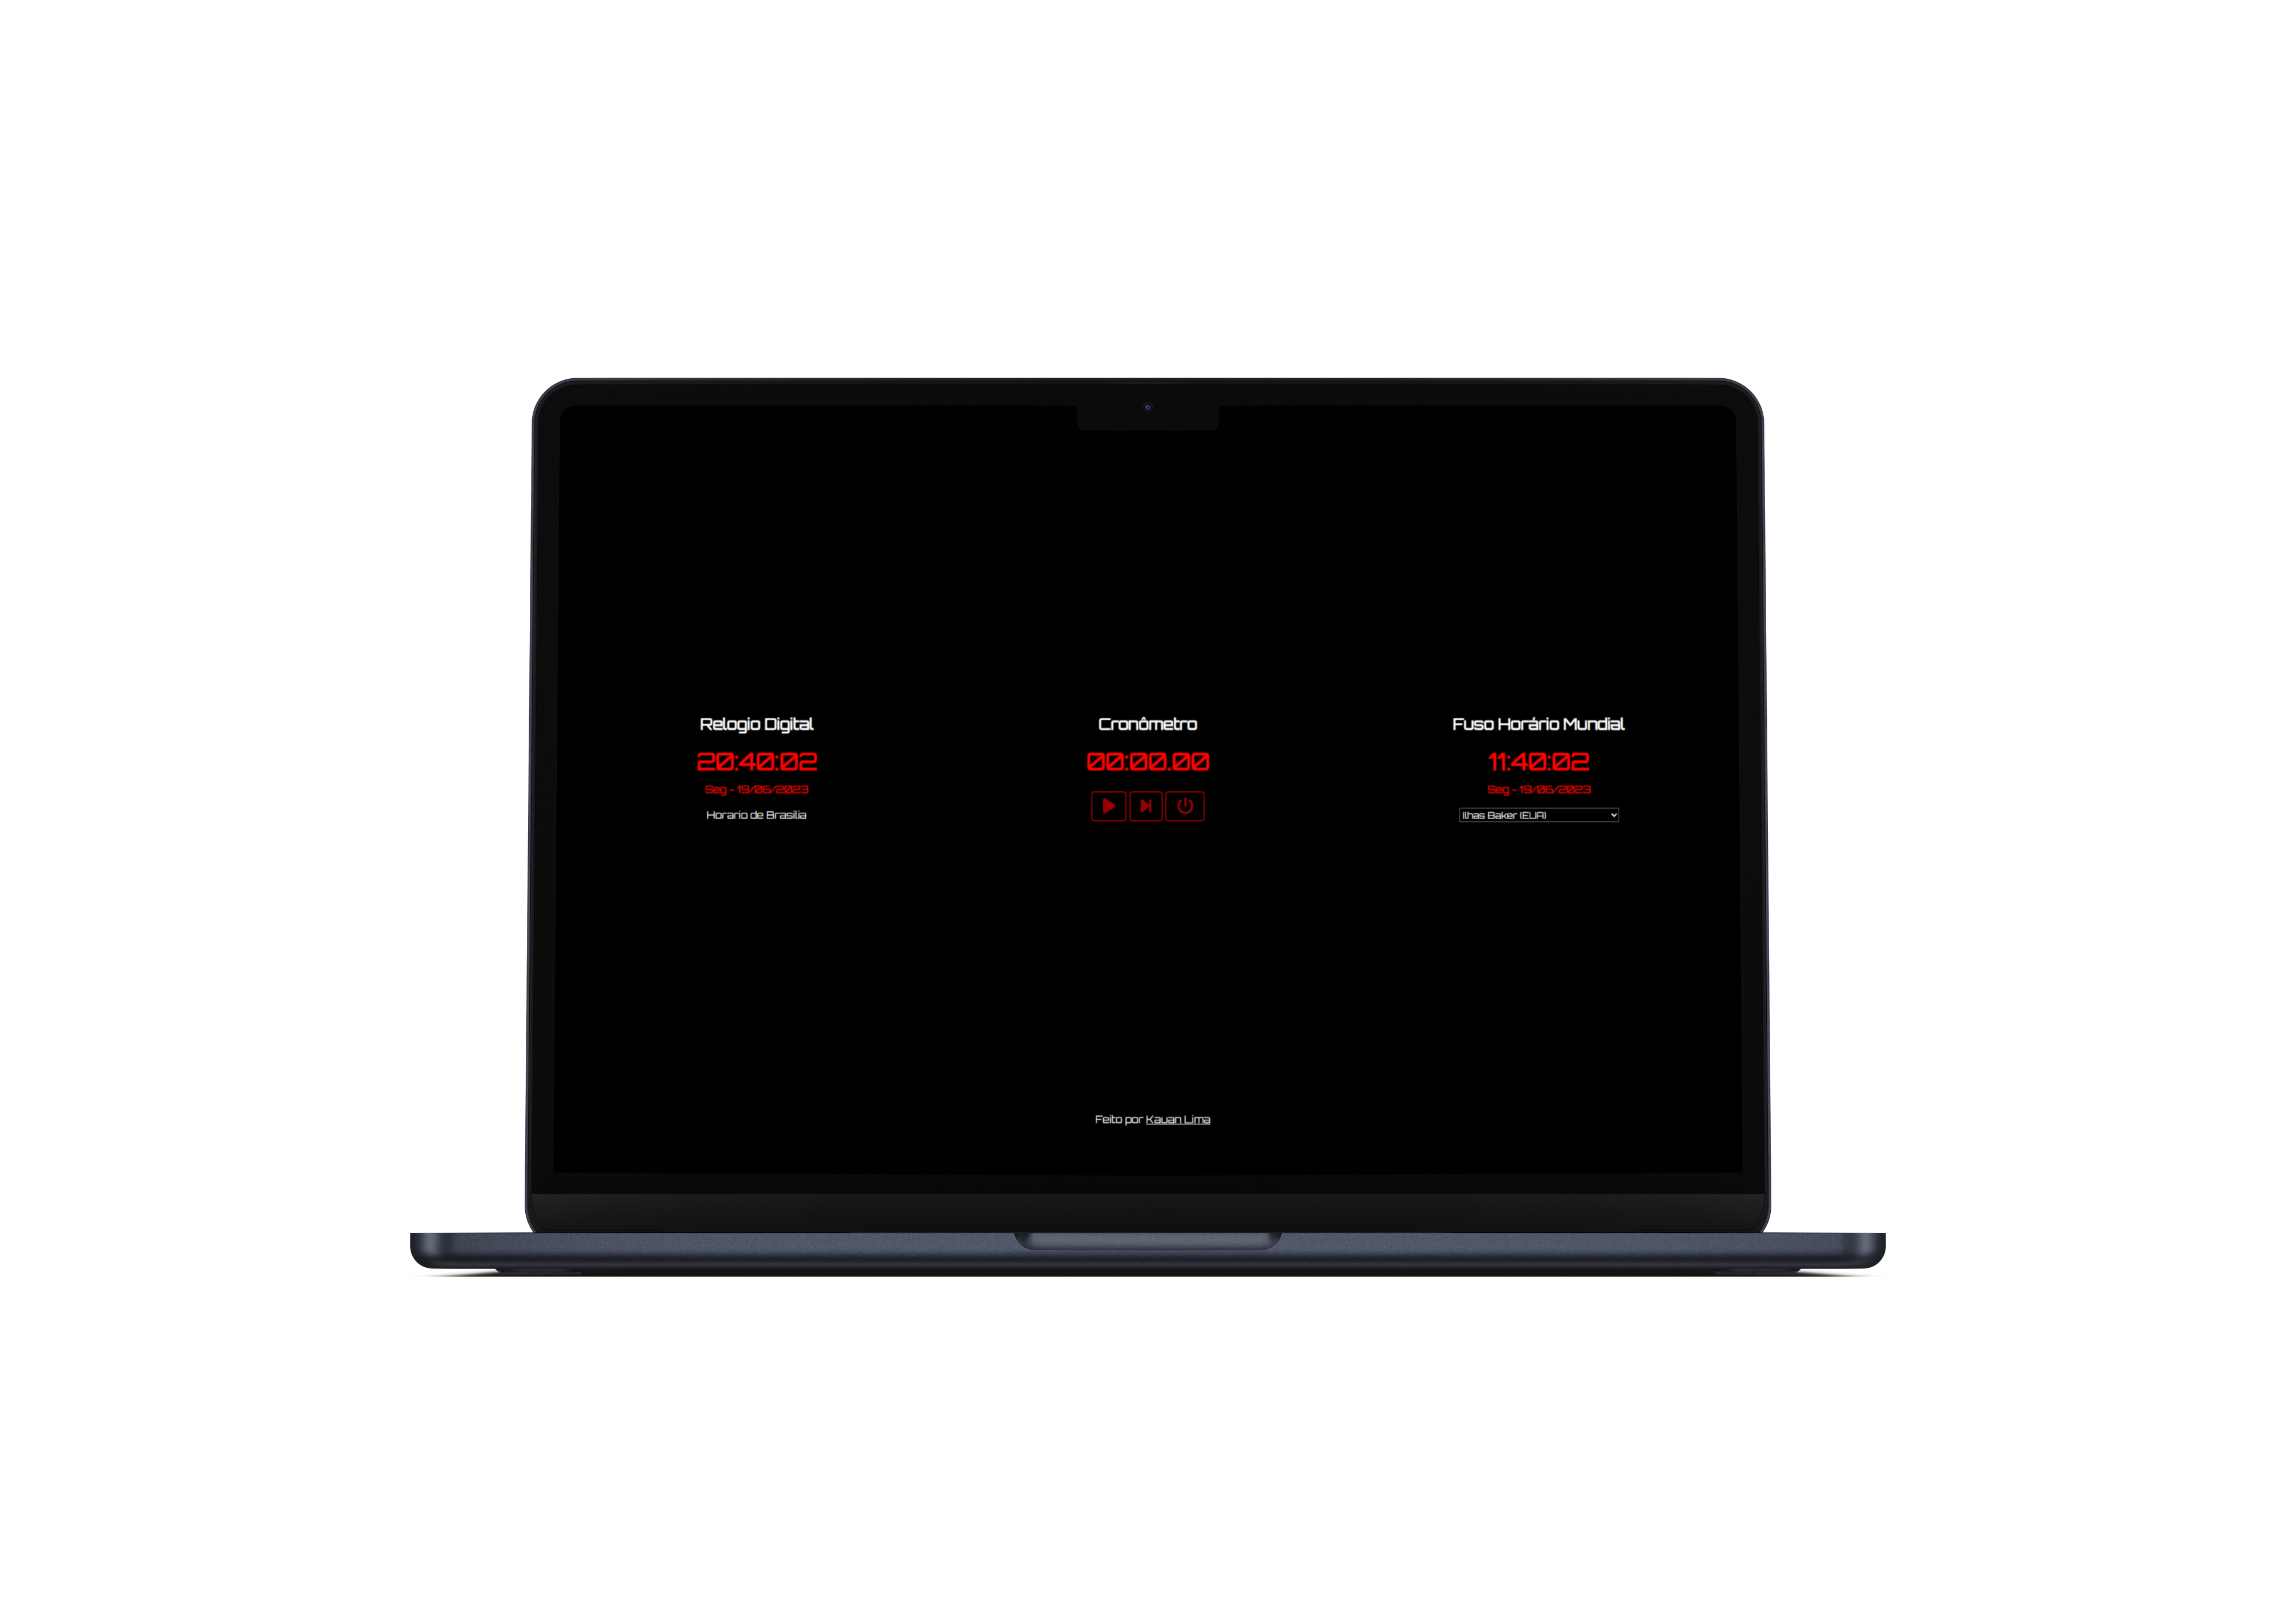 Relogio Digital
20:40:02
Seg - 19/06/2023
Horario de Brasilia
Cronômetro
00:00.00
Fuso Horário Mundial
11:40:02
Seg - 19/06/2023
Ilhas Baker (EUA)
Feito por Kauan Lima